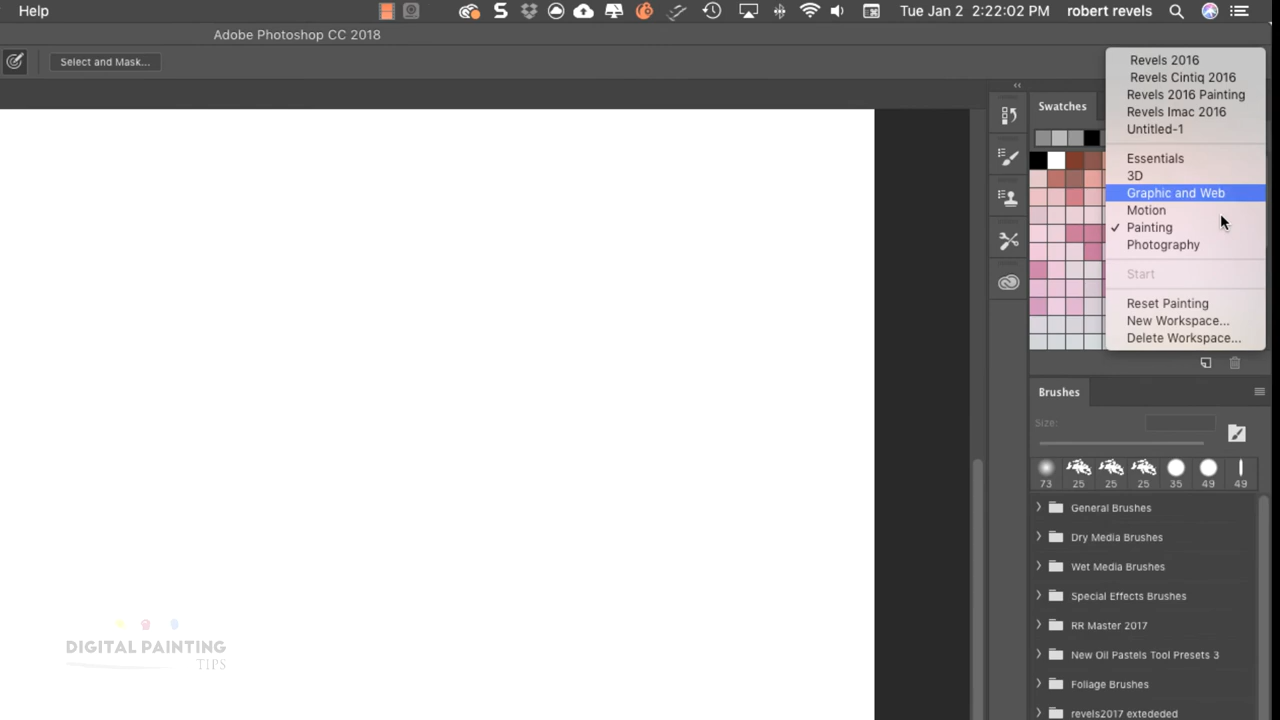 Help
Tue Jan 2 2:22:02 PM
robert revels
Adobe Photoshop CC 2018
Select and Mask...
Swatches
Revels 2016
Revels Cintiq 2016
Revels 2016 Painting
Revels Imac 2016
Untitled-1
Essentials
3D
Graphic and Web
Motion
✓ Painting
Photography
Start
Reset Painting
New Workspace...
Delete Workspace...
Brushes
Size:
73 25 25 25 35 49 49
General Brushes
Dry Media Brushes
Wet Media Brushes
Special Effects Brushes
RR Master 2017
New Oil Pastels Tool Presets 3
Foliage Brushes
revels2017 extededed
DIGITAL PAINTING
TIPS